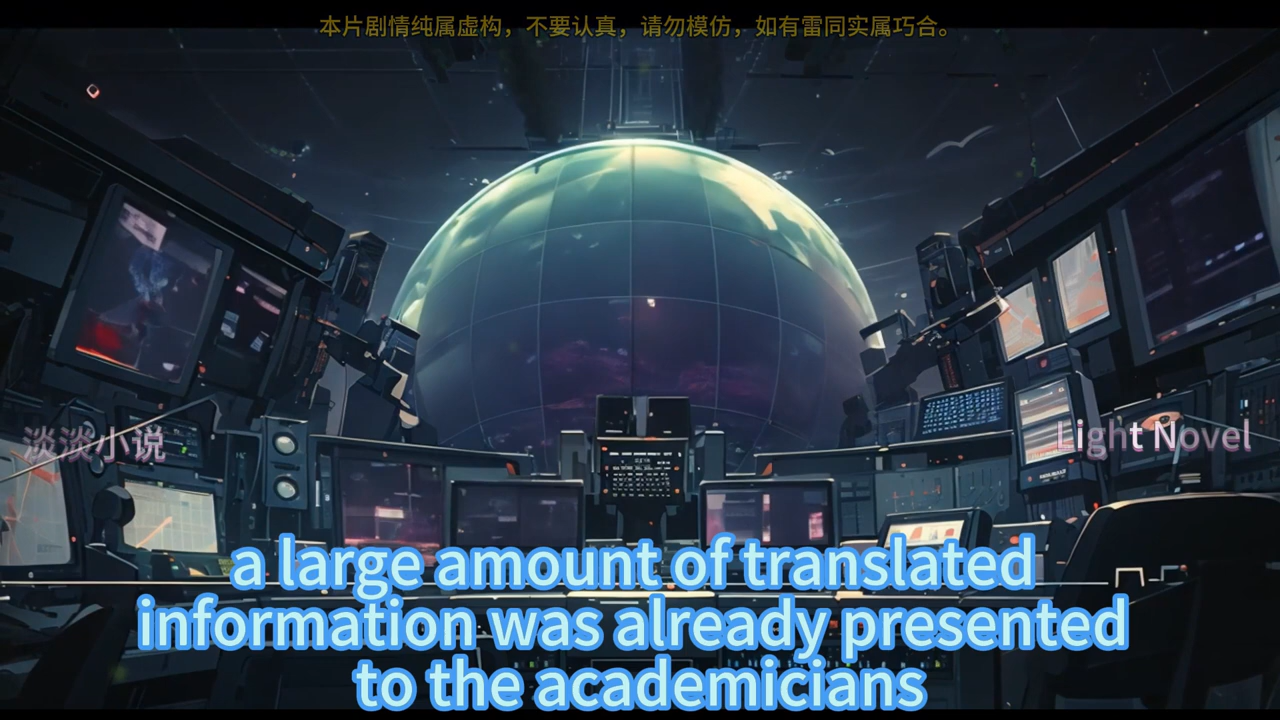 本片剧情纯属虚构，不要认真，请勿模仿，如有雷同实属巧合。
淡淡小说
Light Novel
a large amount of translated
information was already presented
to the academicians